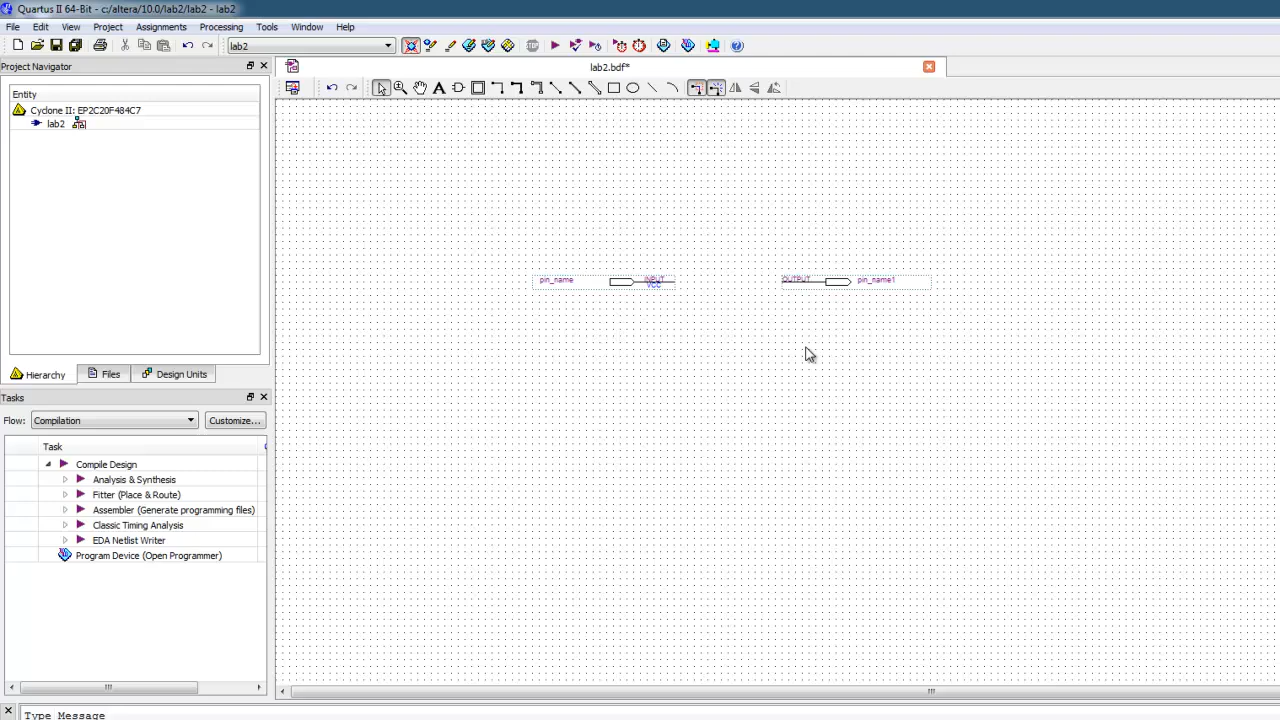 Quartus II 64-Bit - c:/altera/10.0/lab2/lab2 - lab2
File Edit View Project Assignments Processing Tools Window Help
lab2
Project Navigator
lab2.bdf*
Entity
Cyclone II: EP2C20F484C7
lab2
pin_name INPUT VCC
OUTPUT pin_name1
Hierarchy Files Design Units
Tasks
Flow: Compilation Customize...
Task
Compile Design
Analysis & Synthesis
Fitter (Place & Route)
Assembler (Generate programming files)
Classic Timing Analysis
EDA Netlist Writer
Program Device (Open Programmer)
Type Message